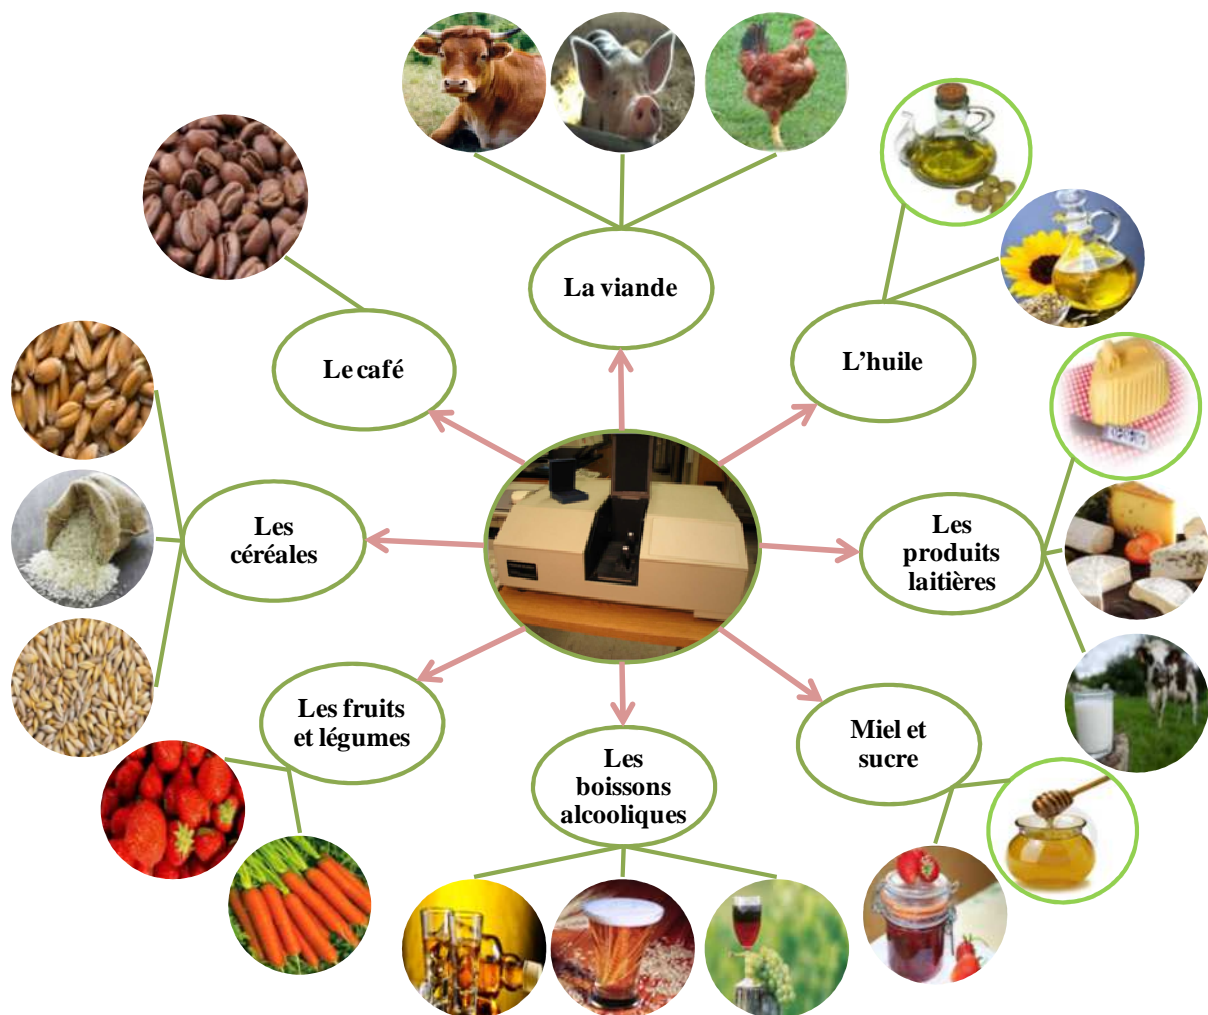 La viande
L’huile
Le café
Les
produits
laitières
Les
céréales
Miel et
sucre
Les fruits
et légumes
Les
boissons
alcooliques